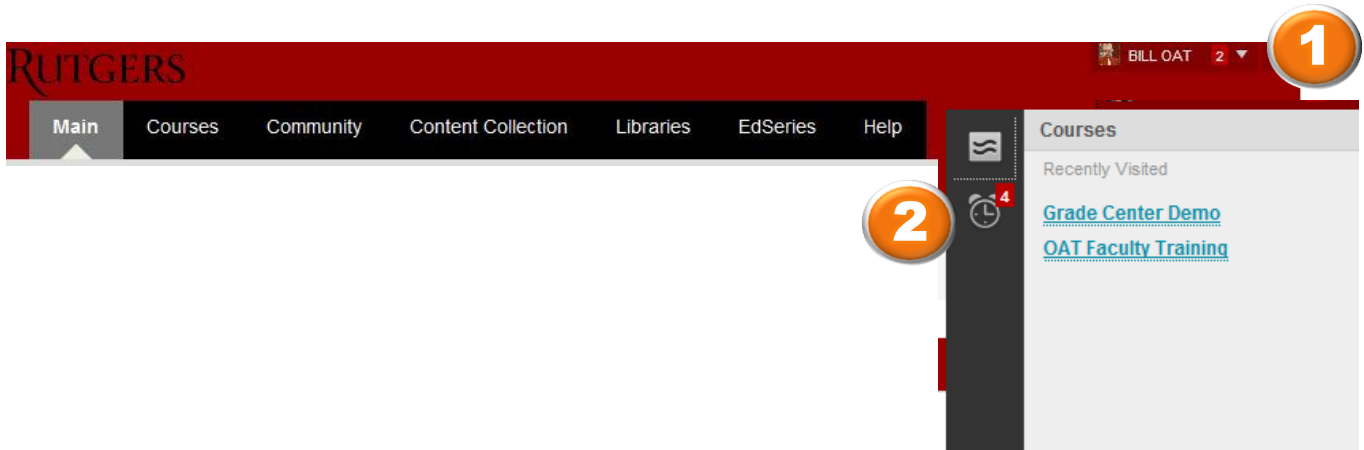 1
RUTGERS
BILL OAT 2
Main Courses Community Content Collection Libraries EdSeries Help
Courses
Recently Visited
2
4
Grade Center Demo
OAT Faculty Training